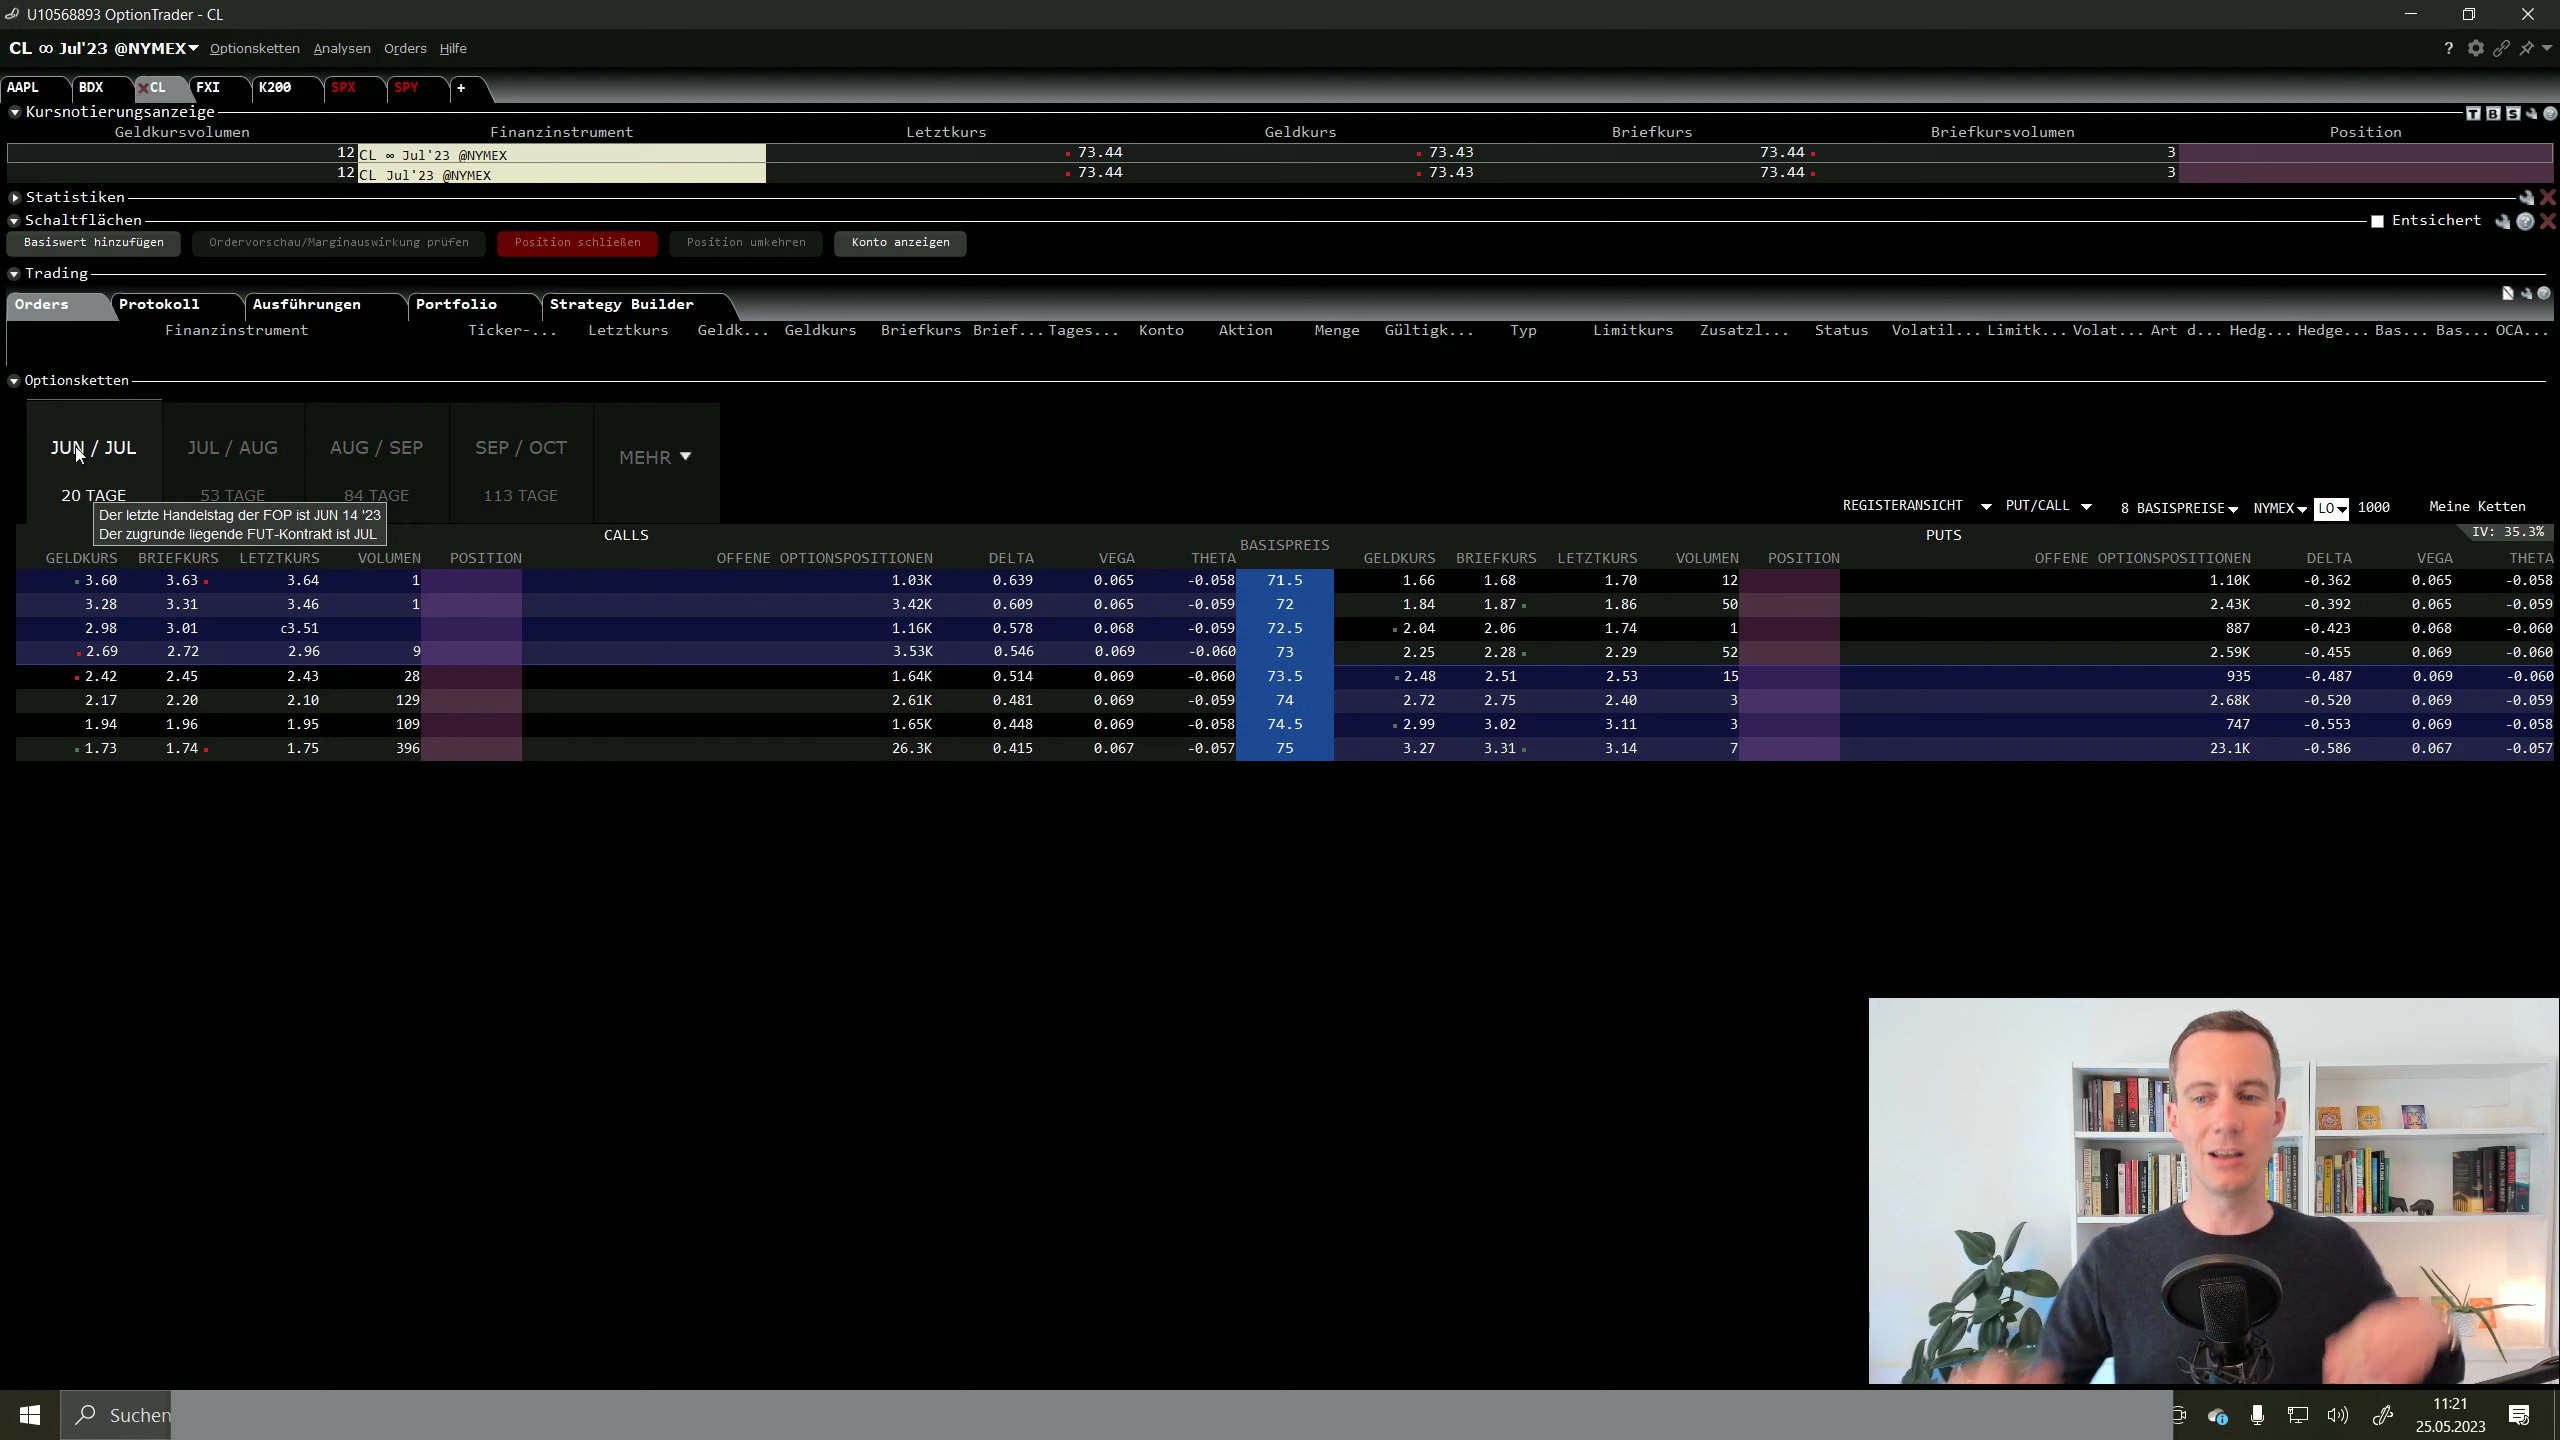 U10568893 OptionTrader - CL
CL ∞ Jul'23 @NYMEX Optionsketten Analysen Orders Hilfe
AAPL BDX CL FXI K200 SPX SPY +
Kursnotierungsanzeige T B S
Geldkursvolumen Finanzinstrument Letztkurs Geldkurs Briefkurs Briefkursvolumen Position
12 CL ∞ Jul'23 @NYMEX 73.44 73.43 73.44 3
12 CL Jul'23 @NYMEX 73.44 73.43 73.44 3
Statistiken
Schaltflächen Entsichert
Basiswert hinzufügen Ordervorschau/Marginauswirkung prüfen Position schließen Position umkehren Konto anzeigen
Trading
Orders Protokoll Ausführungen Portfolio Strategy Builder
Finanzinstrument Ticker-... Letztkurs Geldk... Geldkurs Briefkurs Brief... Tages... Konto Aktion Menge Gültigk... Typ Limitkurs Zusatzl... Status Volatil... Limitk... Volat... Art d... Hedg... Hedge... Bas... Bas... OCA...
Optionsketten
JUN / JUL JUL / AUG AUG / SEP SEP / OCT MEHR
20 TAGE 53 TAGE 84 TAGE 113 TAGE
REGISTERANSICHT PUT/CALL 8 BASISPREISE NYMEX LO 1000 Meine Ketten
Der letzte Handelstag der FOP ist JUN 14 '23
Der zugrunde liegende FUT-Kontrakt ist JUL
CALLS PUTS IV: 35.3%
GELDKURS BRIEFKURS LETZTKURS VOLUMEN POSITION OFFENE OPTIONSPOSITIONEN DELTA VEGA THETA BASISPREIS GELDKURS BRIEFKURS LETZTKURS VOLUMEN POSITION OFFENE OPTIONSPOSITIONEN DELTA VEGA THETA
3.60 3.63 3.64 1 1.03K 0.639 0.065 -0.058 71.5 1.66 1.68 1.70 12 1.10K -0.362 0.065 -0.058
3.28 3.31 3.46 1 3.42K 0.609 0.065 -0.059 72 1.84 1.87 1.86 50 2.43K -0.392 0.065 -0.059
2.98 3.01 c3.51 1.16K 0.578 0.068 -0.059 72.5 2.04 2.06 1.74 1 887 -0.423 0.068 -0.060
2.69 2.72 2.96 9 3.53K 0.546 0.069 -0.060 73 2.25 2.28 2.29 52 2.59K -0.455 0.069 -0.060
2.42 2.45 2.43 28 1.64K 0.514 0.069 -0.060 73.5 2.48 2.51 2.53 15 935 -0.487 0.069 -0.060
2.17 2.20 2.10 129 2.61K 0.481 0.069 -0.059 74 2.72 2.75 2.40 3 2.68K -0.520 0.069 -0.059
1.94 1.96 1.95 109 1.65K 0.448 0.069 -0.058 74.5 2.99 3.02 3.11 3 747 -0.553 0.069 -0.058
1.73 1.74 1.75 396 26.3K 0.415 0.067 -0.057 75 3.27 3.31 3.14 7 23.1K -0.586 0.067 -0.057
Suchen
11:21
25.05.2023